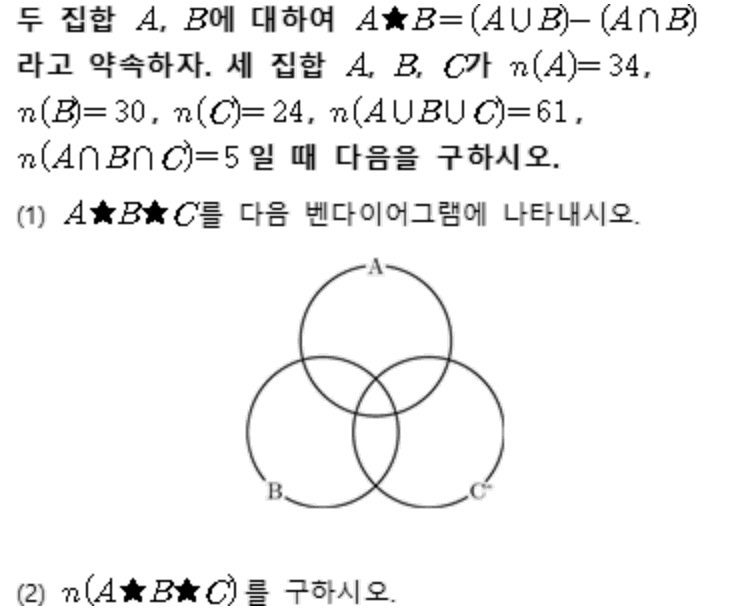 두 집합 A, B에 대하여 A★B=(A∪B)−(A∩B)
라고 약속하자. 세 집합 A, B, C가 n(A)=34,
n(B)=30, n(C)=24, n(A∪B∪C)=61,
n(A∩B∩C)=5일 때 다음을 구하시오.
(1) A★B★C를 다음 벤다이어그램에 나타내시오.
A
B
C
(2) n(A★B★C)를 구하시오.